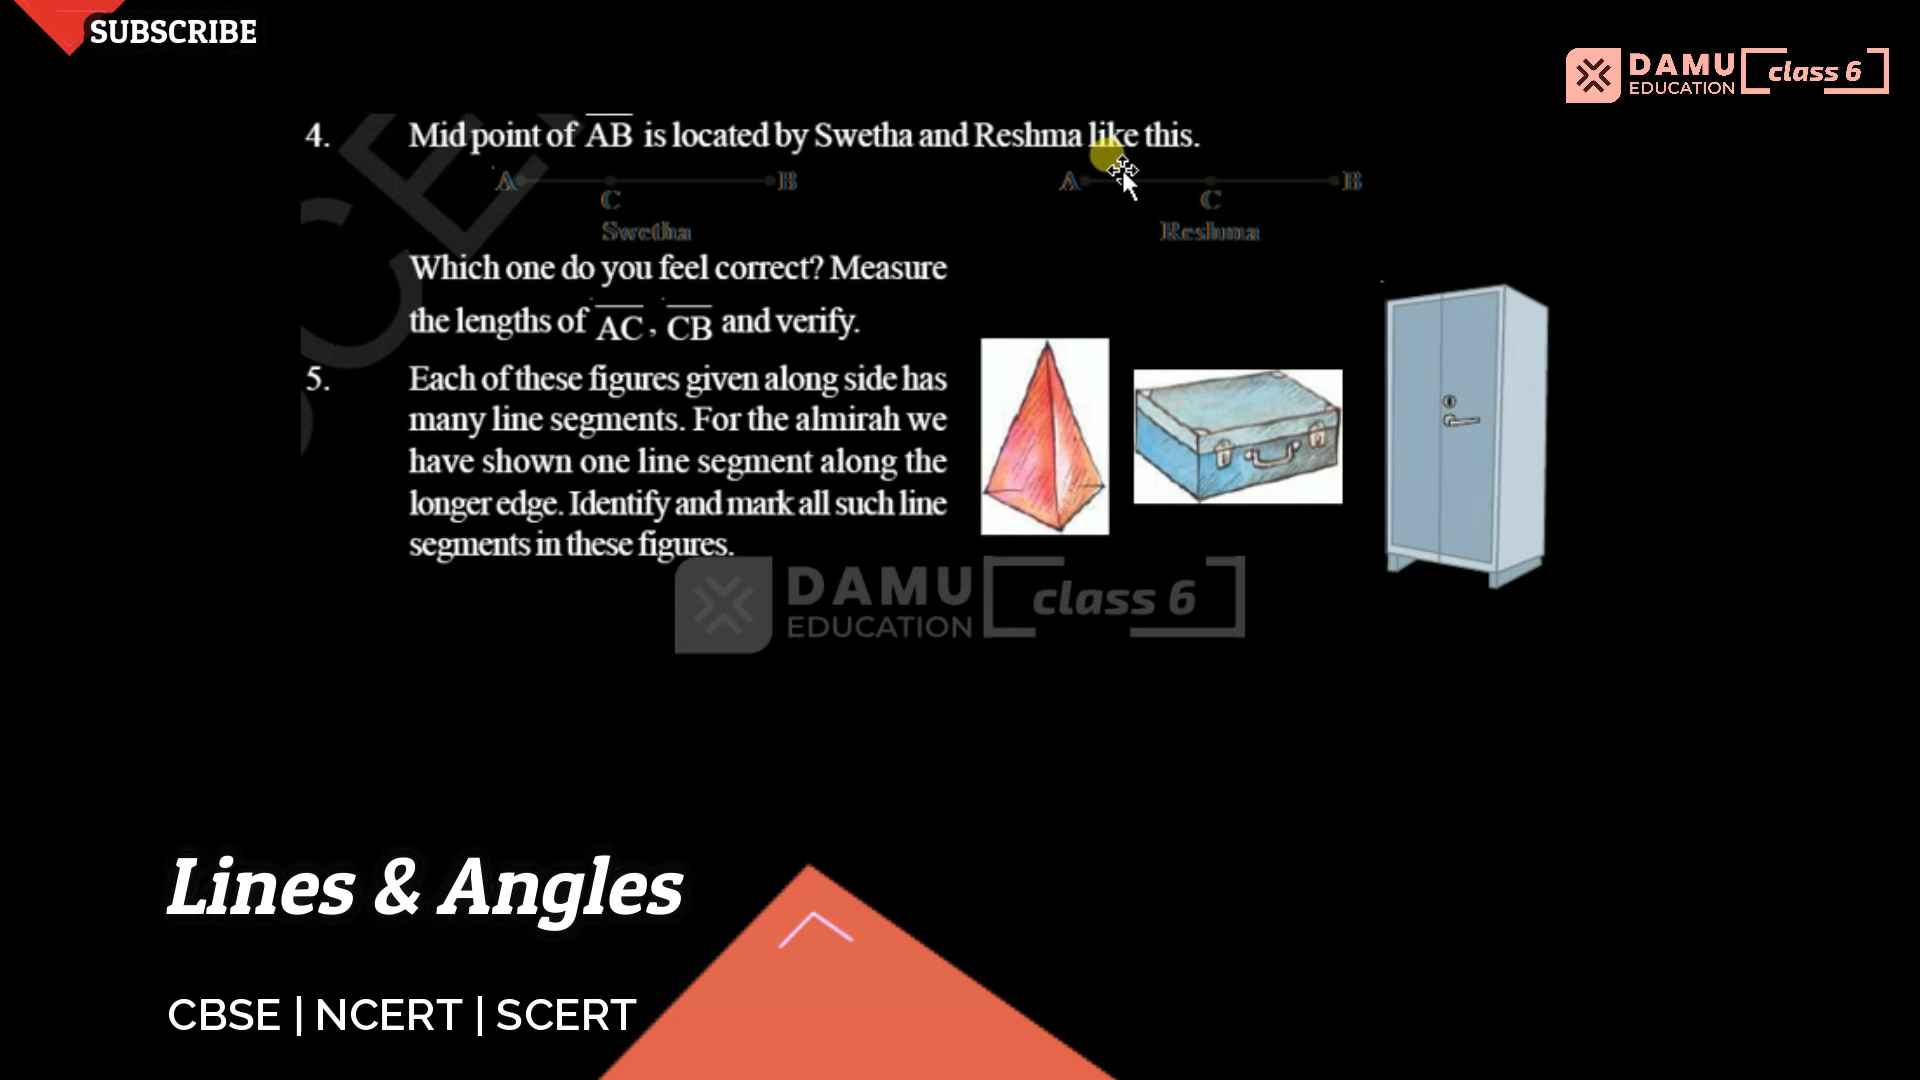 SUBSCRIBE
DAMU
EDUCATION
class 6
4. Mid point of AB is located by Swetha and Reshma like this.
A B A B
C C
Swetha Reshma
Which one do you feel correct? Measure
the lengths of AC, CB and verify.
5. Each of these figures given along side has
many line segments. For the almirah we
have shown one line segment along the
longer edge. Identify and mark all such line
segments in these figures.
DAMU
EDUCATION
class 6
Lines & Angles
CBSE | NCERT | SCERT